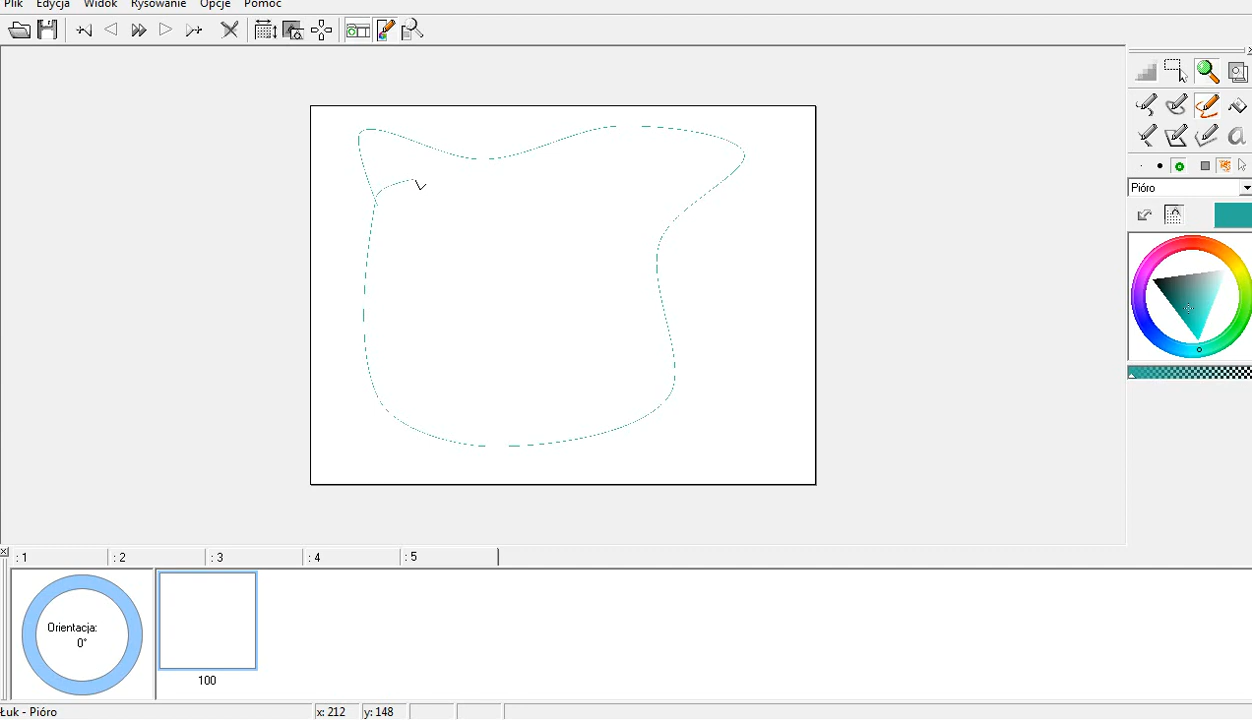 Plik Edycja Widok Rysowanie Opcje Pomoc
Pióro
: 1 : 2 : 3 : 4 : 5
Orientacja:
0°
100
Łuk - Pióro x: 212 y: 148